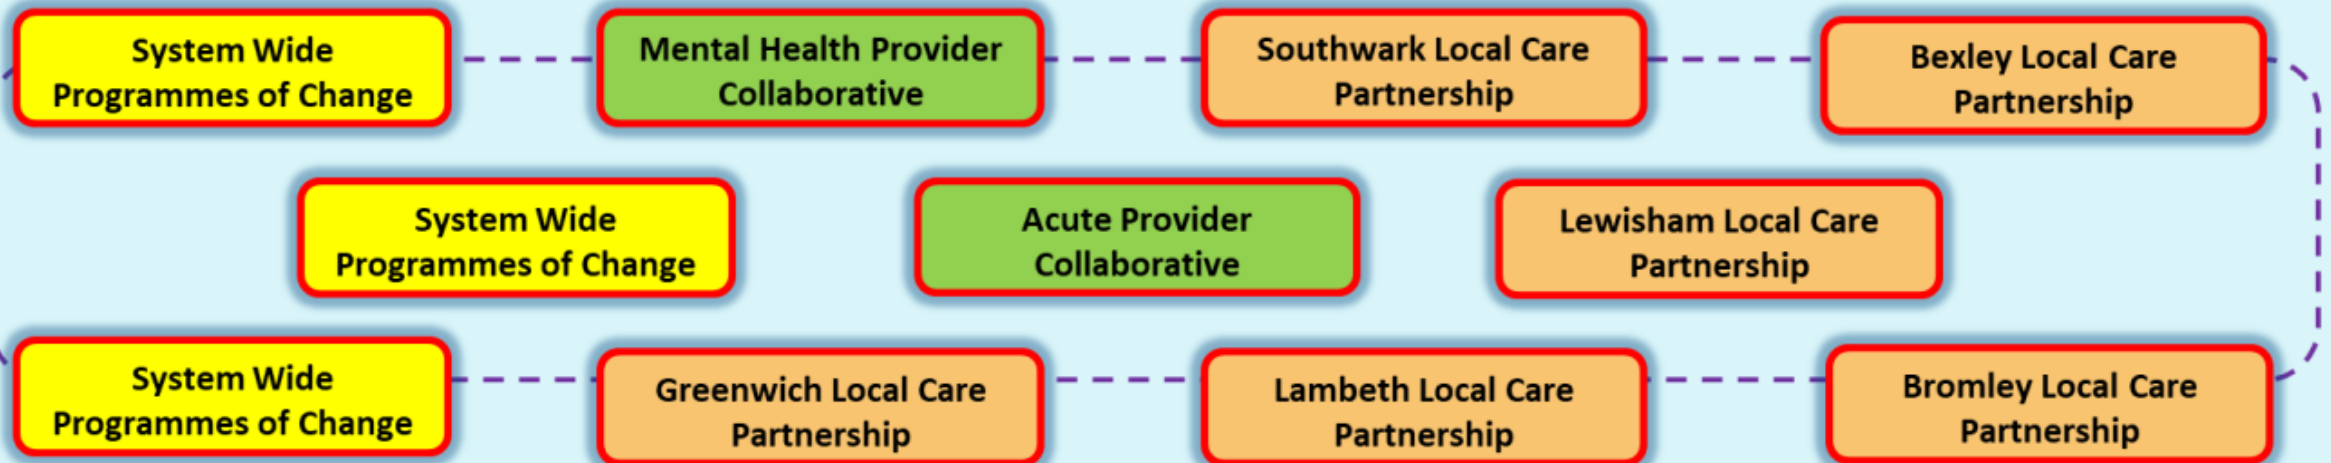 System Wide
Programmes of Change
Mental Health Provider
Collaborative
Southwark Local Care
Partnership
Bexley Local Care
Partnership
System Wide
Programmes of Change
Acute Provider
Collaborative
Lewisham Local Care
Partnership
System Wide
Programmes of Change
Greenwich Local Care
Partnership
Lambeth Local Care
Partnership
Bromley Local Care
Partnership